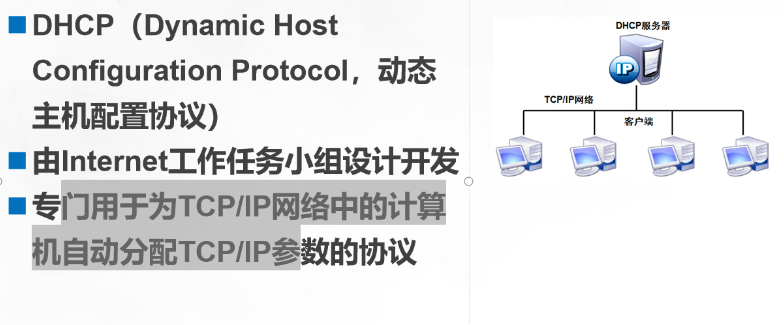 DHCP（Dynamic Host
Configuration Protocol，动态
主机配置协议）
由Internet工作任务小组设计开发
专门用于为TCP/IP网络中的计算
机自动分配TCP/IP参数的协议
DHCP服务器
IP
TCP/IP网络
客户端